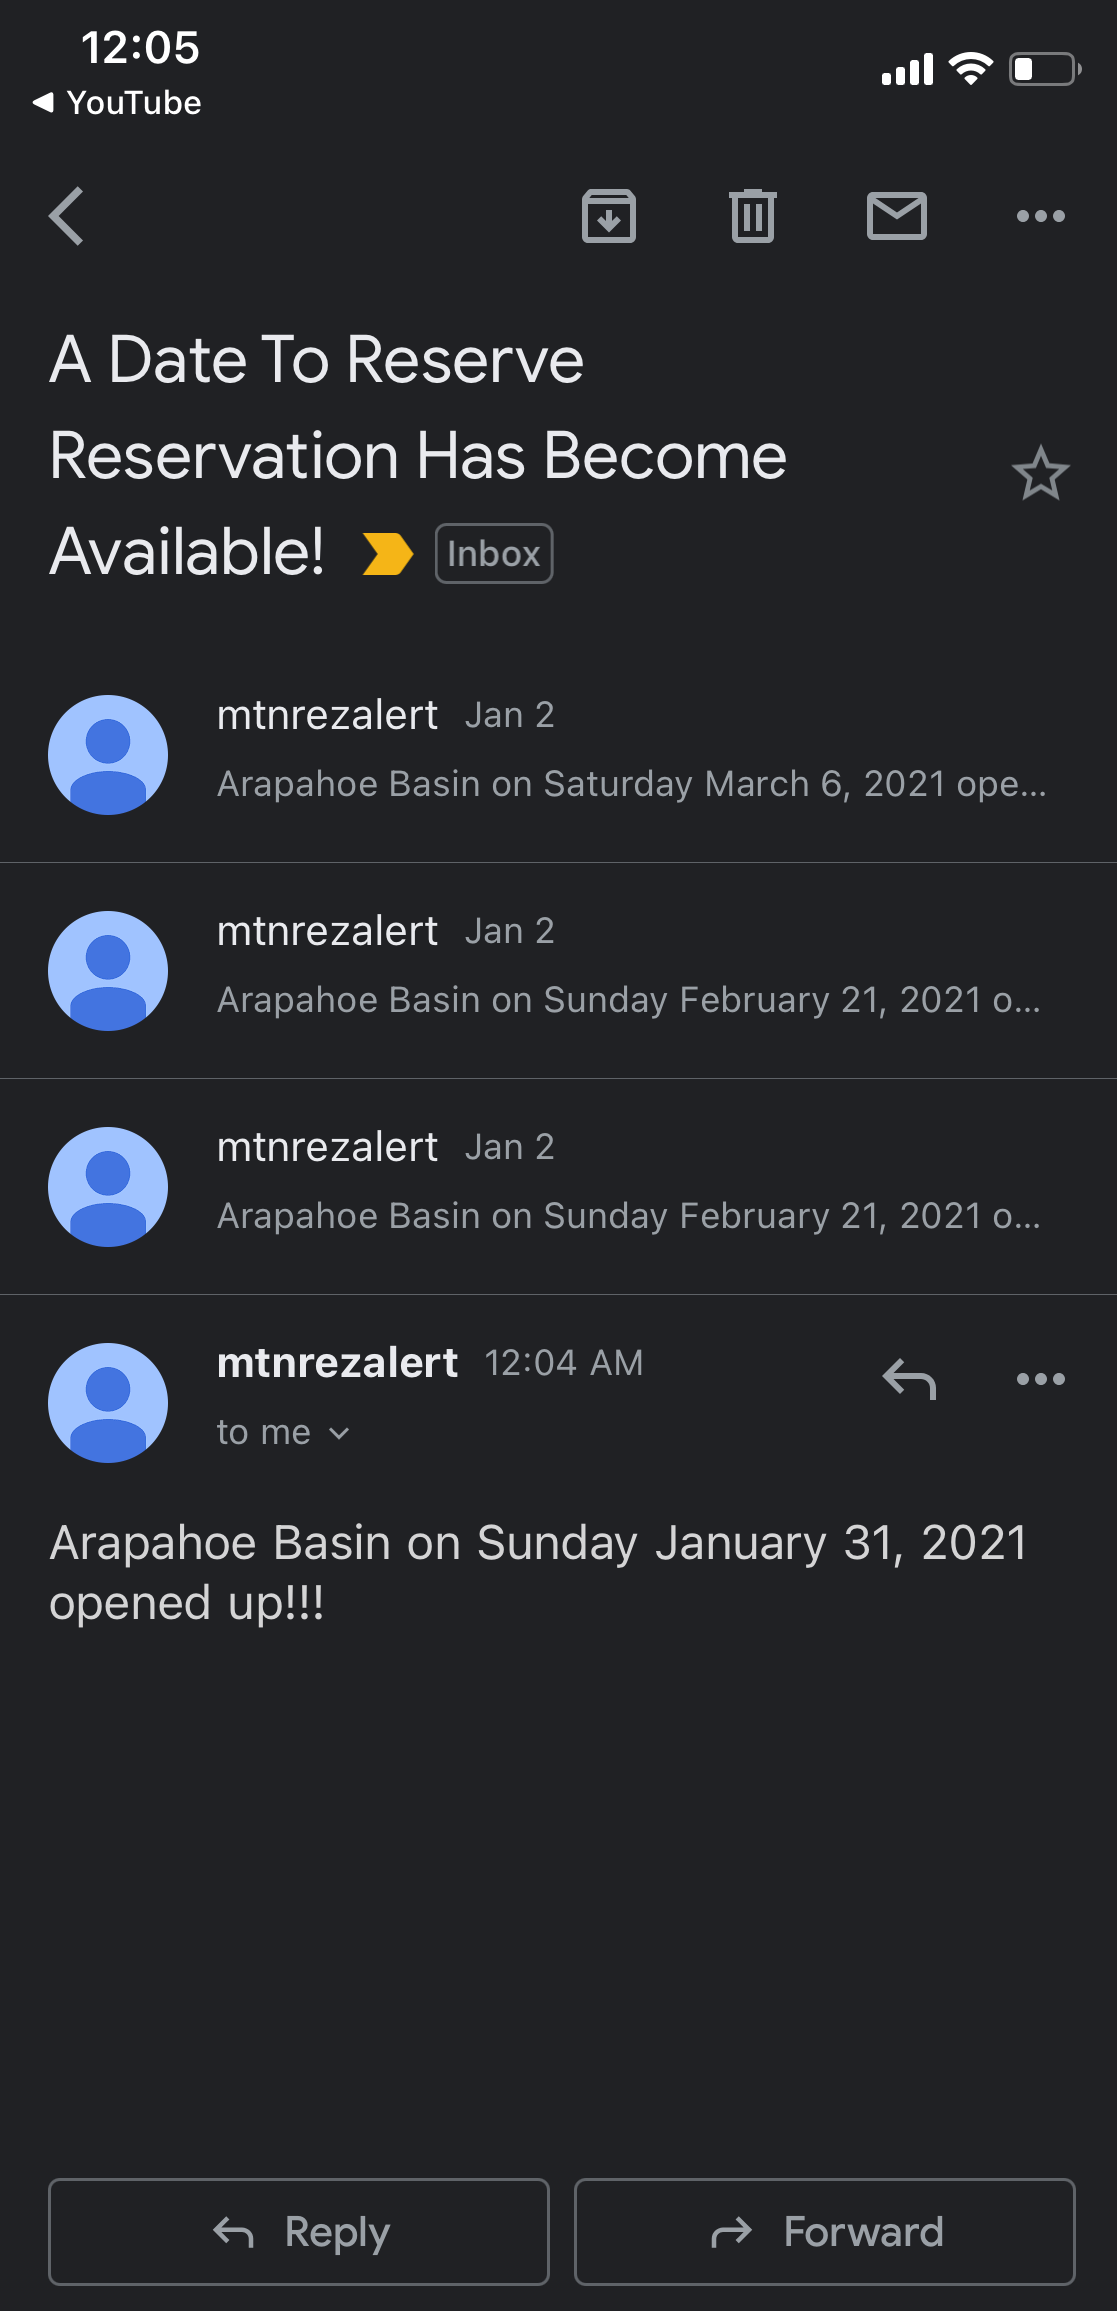 12:05
◀ YouTube
A Date To Reserve
Reservation Has Become
Available! Inbox
mtnrezalert Jan 2
Arapahoe Basin on Saturday March 6, 2021 ope...
mtnrezalert Jan 2
Arapahoe Basin on Sunday February 21, 2021 o...
mtnrezalert Jan 2
Arapahoe Basin on Sunday February 21, 2021 o...
mtnrezalert 12:04 AM
to me
Arapahoe Basin on Sunday January 31, 2021
opened up!!!
Reply Forward